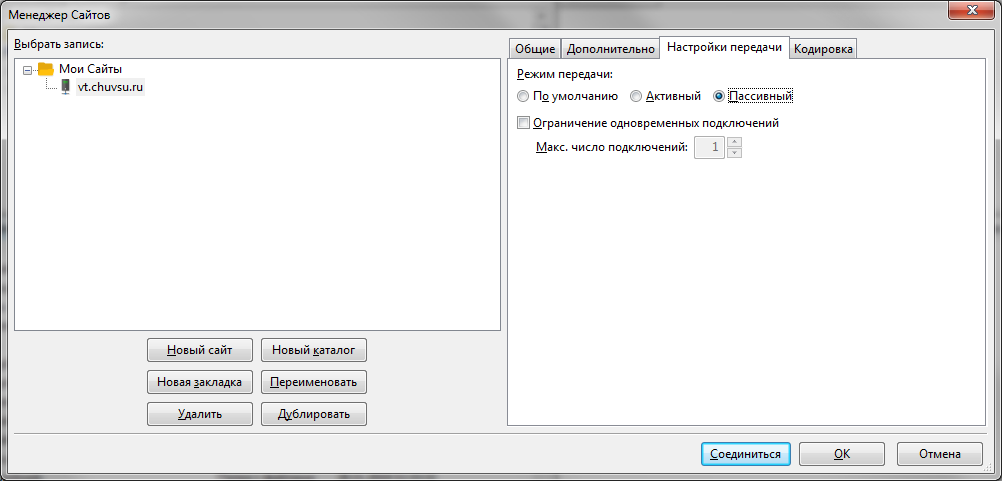 Менеджер Сайтов
Выбрать запись:
Мои Сайты
vt.chuvsu.ru
Новый сайт
Новый каталог
Новая закладка
Переименовать
Удалить
Дублировать
Общие
Дополнительно
Настройки передачи
Кодировка
Режим передачи:
По умолчанию
Активный
Пассивный
Ограничение одновременных подключений
Макс. число подключений: 1
Соединиться
OK
Отмена